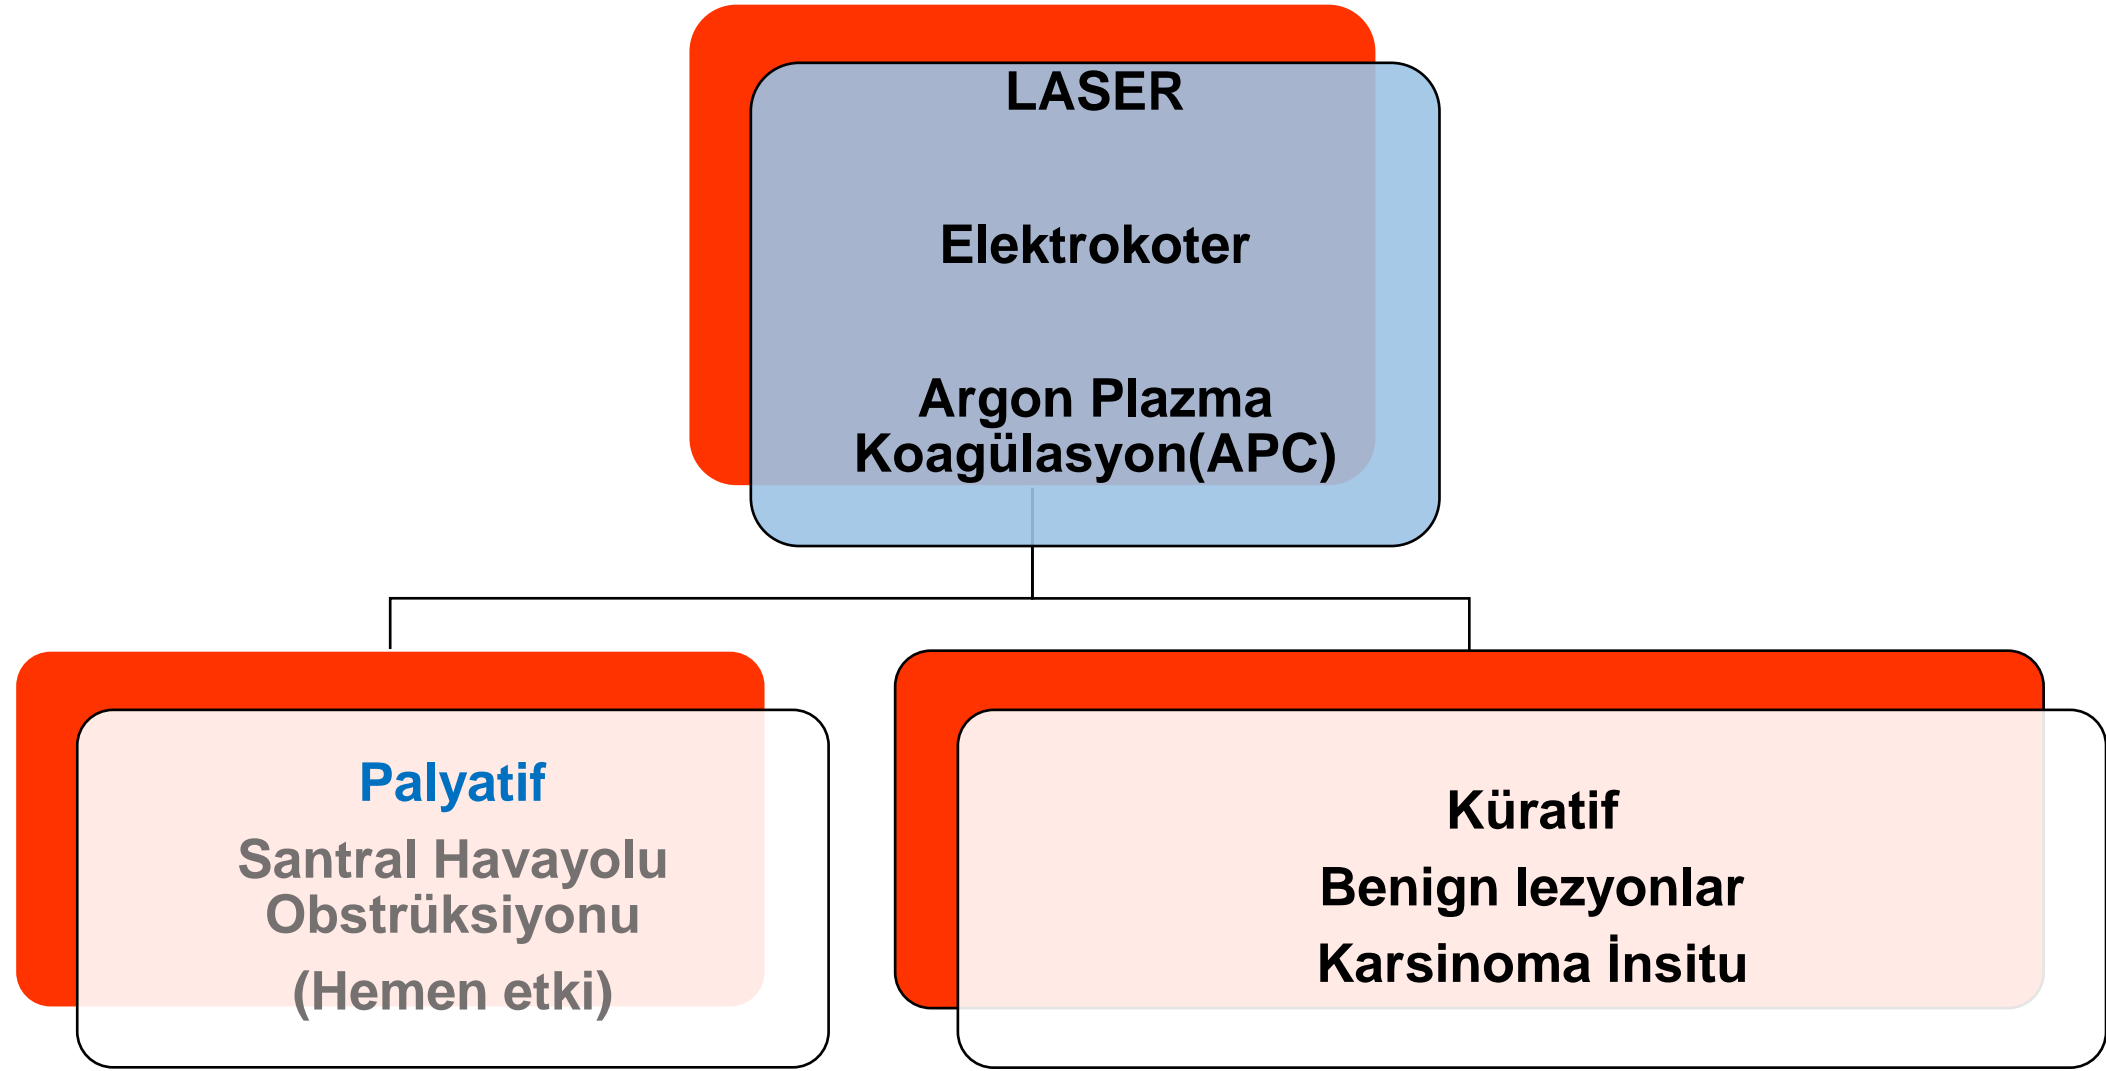 LASER
Elektrokoter
Argon Plazma
Koagülasyon(APC)
Palyatif
Santral Havayolu
Obstrüksiyonu
(Hemen etki)
Küratif
Benign lezyonlar
Karsinoma İnsitu